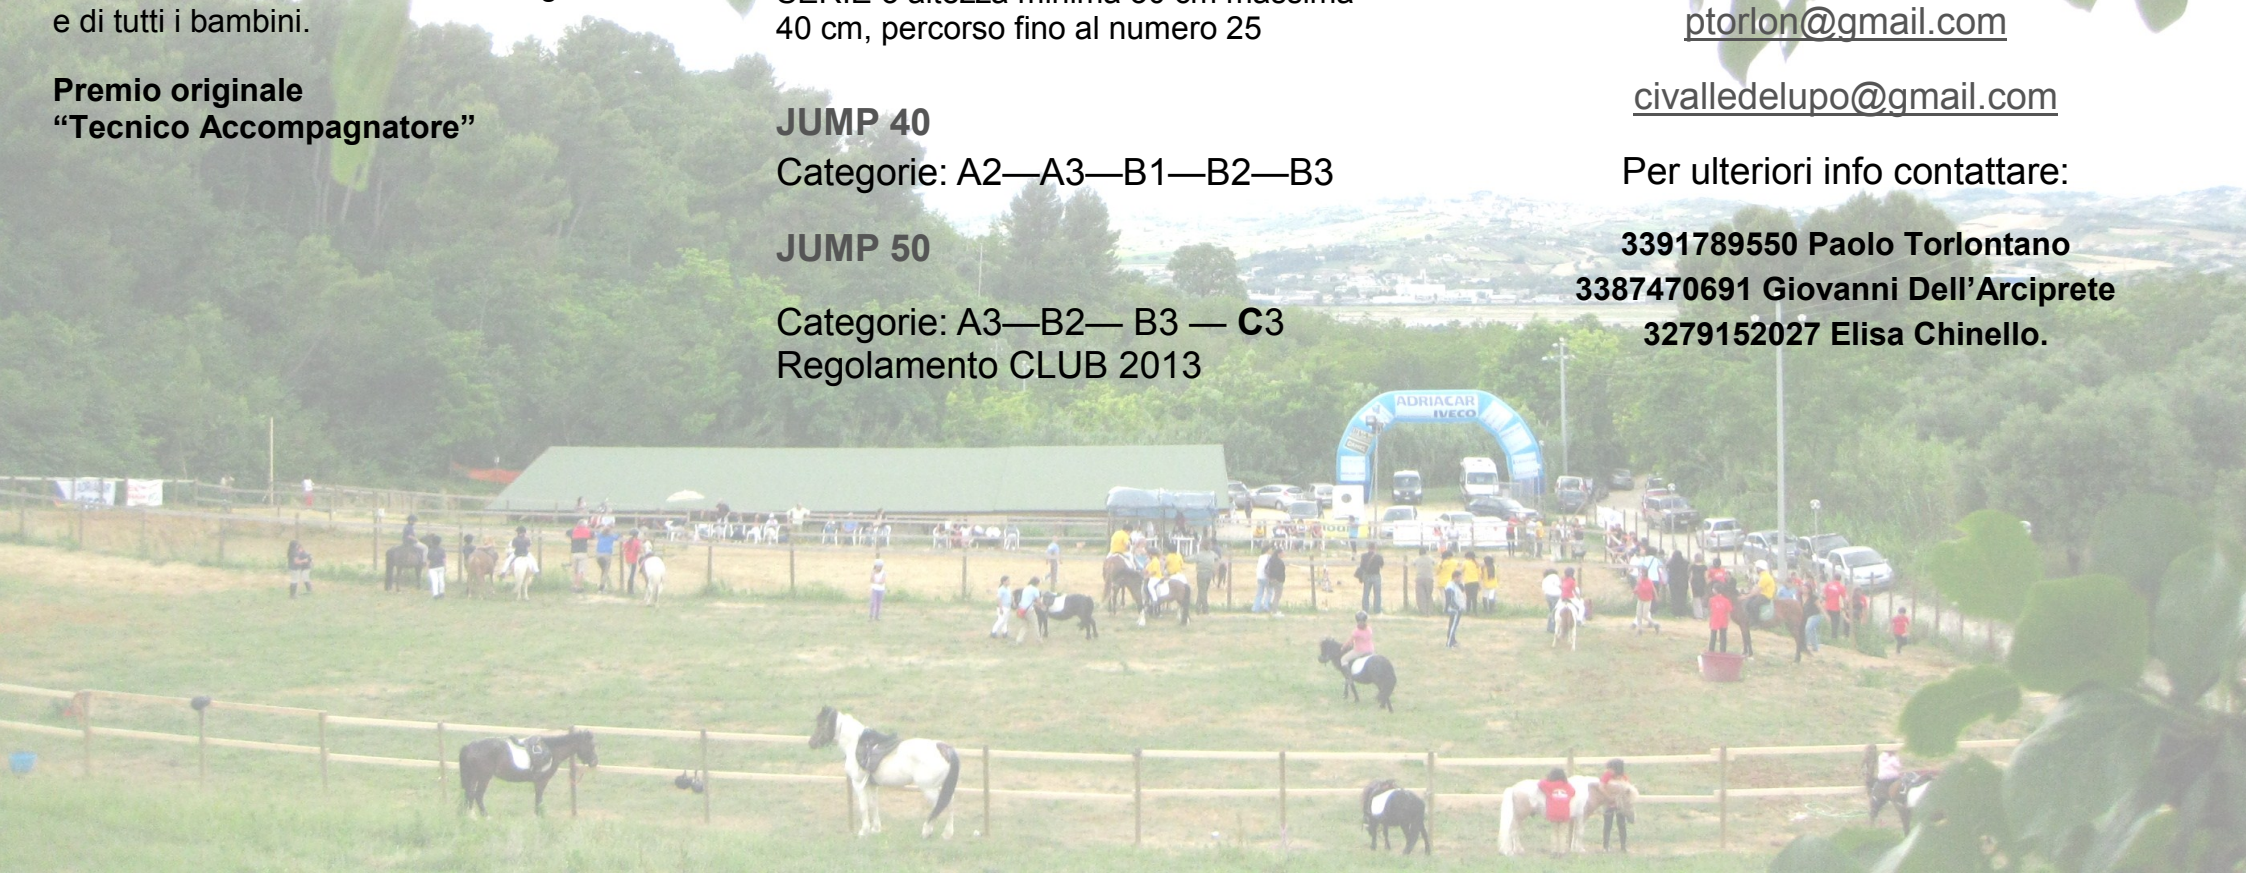 e di tutti i bambini.
Premio originale
“Tecnico Accompagnatore”
40 cm, percorso fino al numero 25
JUMP 40
Categorie: A2—A3—B1—B2—B3
JUMP 50
Categorie: A3—B2— B3 — C3
Regolamento CLUB 2013
ptorlon@gmail.com
civalledelupo@gmail.com
Per ulteriori info contattare:
3391789550 Paolo Torlontano
3387470691 Giovanni Dell’Arciprete
3279152027 Elisa Chinello.
ADRIACAR
IVECO